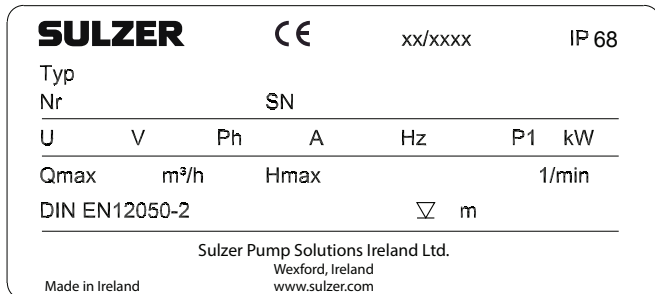 SULZER CE xx/xxxx IP 68
Typ
Nr SN
U V Ph A Hz P1 kW
Qmax m³/h Hmax 1/min
DIN EN12050-2 m
Sulzer Pump Solutions Ireland Ltd.
Wexford, Ireland
Made in Ireland www.sulzer.com